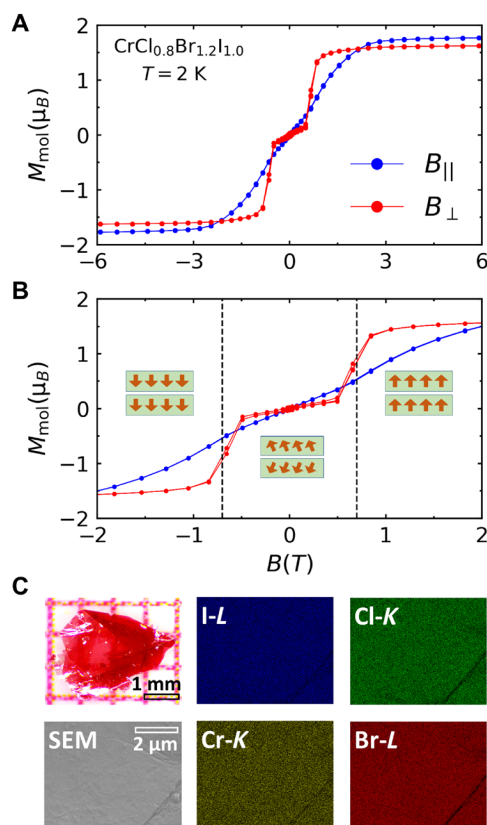 A
CrCl0.8Br1.2I1.0
T = 2 K
B||
B⊥
Mmol(μB)
2
1
0
−1
−2
−6
−3
0
3
6
B
Mmol(μB)
2
1
0
−1
−2
−2
−1
0
1
2
B(T)
C
1 mm
I-L
Cl-K
SEM
2 μm
Cr-K
Br-L